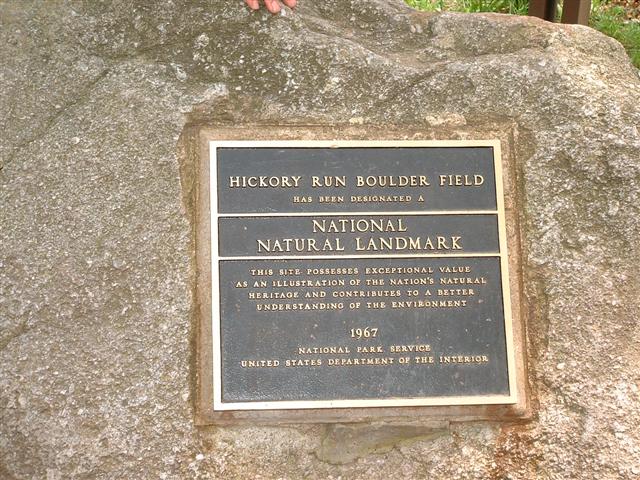 HICKORY RUN BOULDER FIELD
HAS BEEN DESIGNATED A
NATIONAL
NATURAL LANDMARK
THIS SITE POSSESSES EXCEPTIONAL VALUE
AS AN ILLUSTRATION OF THE NATION'S NATURAL
HERITAGE AND CONTRIBUTES TO A BETTER
UNDERSTANDING OF THE ENVIRONMENT
1967
NATIONAL PARK SERVICE
UNITED STATES DEPARTMENT OF THE INTERIOR